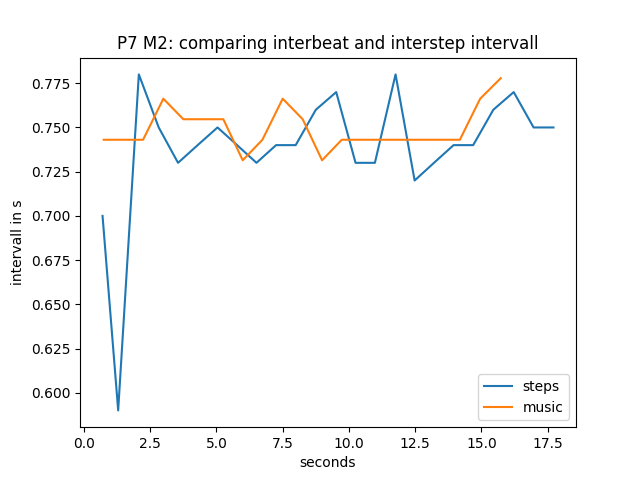 P7 M2: comparing interbeat and interstep intervall
0.775
0.750
0.725
0.700
0.675
0.650
0.625
0.600
intervall in s
steps
music
0.0 2.5 5.0 7.5 10.0 12.5 15.0 17.5
seconds